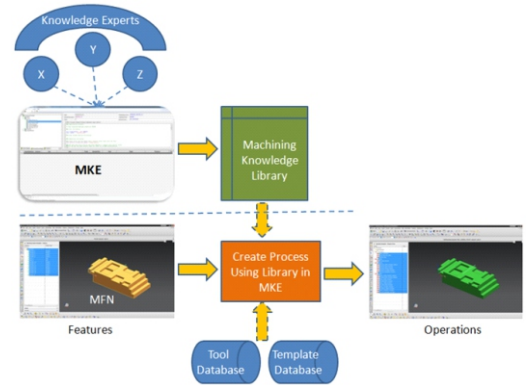 Knowledge Experts
Y
X
Z
MKE
Machining
Knowledge
Library
Create Process
Using Library in
MKE
MFN
Features
Operations
Tool
Database
Template
Database